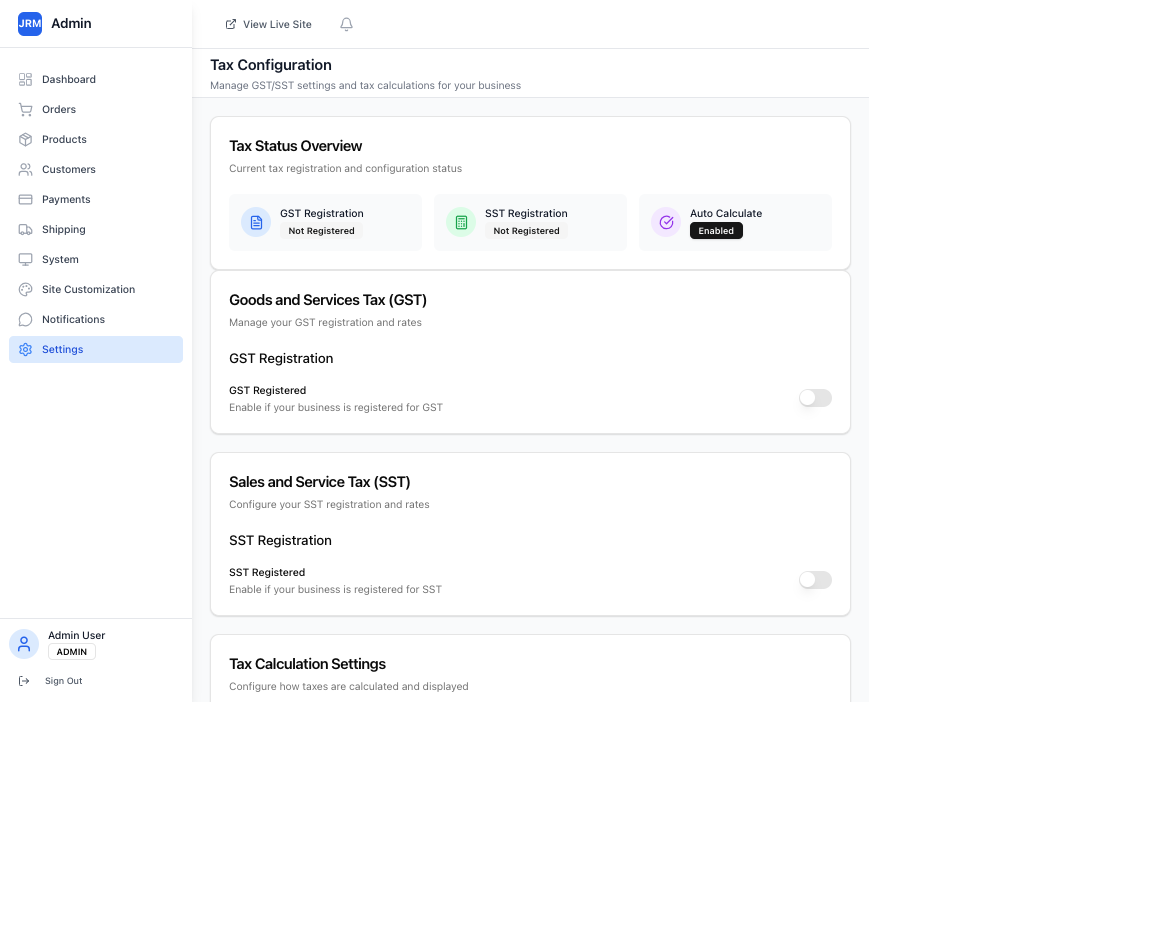 JRM Admin
View Live Site
Tax Configuration
Manage GST/SST settings and tax calculations for your business
Dashboard
Orders
Products
Customers
Payments
Shipping
System
Site Customization
Notifications
Settings
Tax Status Overview
Current tax registration and configuration status
GST Registration
Not Registered
SST Registration
Not Registered
Auto Calculate
Enabled
Goods and Services Tax (GST)
Manage your GST registration and rates
GST Registration
GST Registered
Enable if your business is registered for GST
Sales and Service Tax (SST)
Configure your SST registration and rates
SST Registration
SST Registered
Enable if your business is registered for SST
Tax Calculation Settings
Configure how taxes are calculated and displayed
Admin User
ADMIN
Sign Out